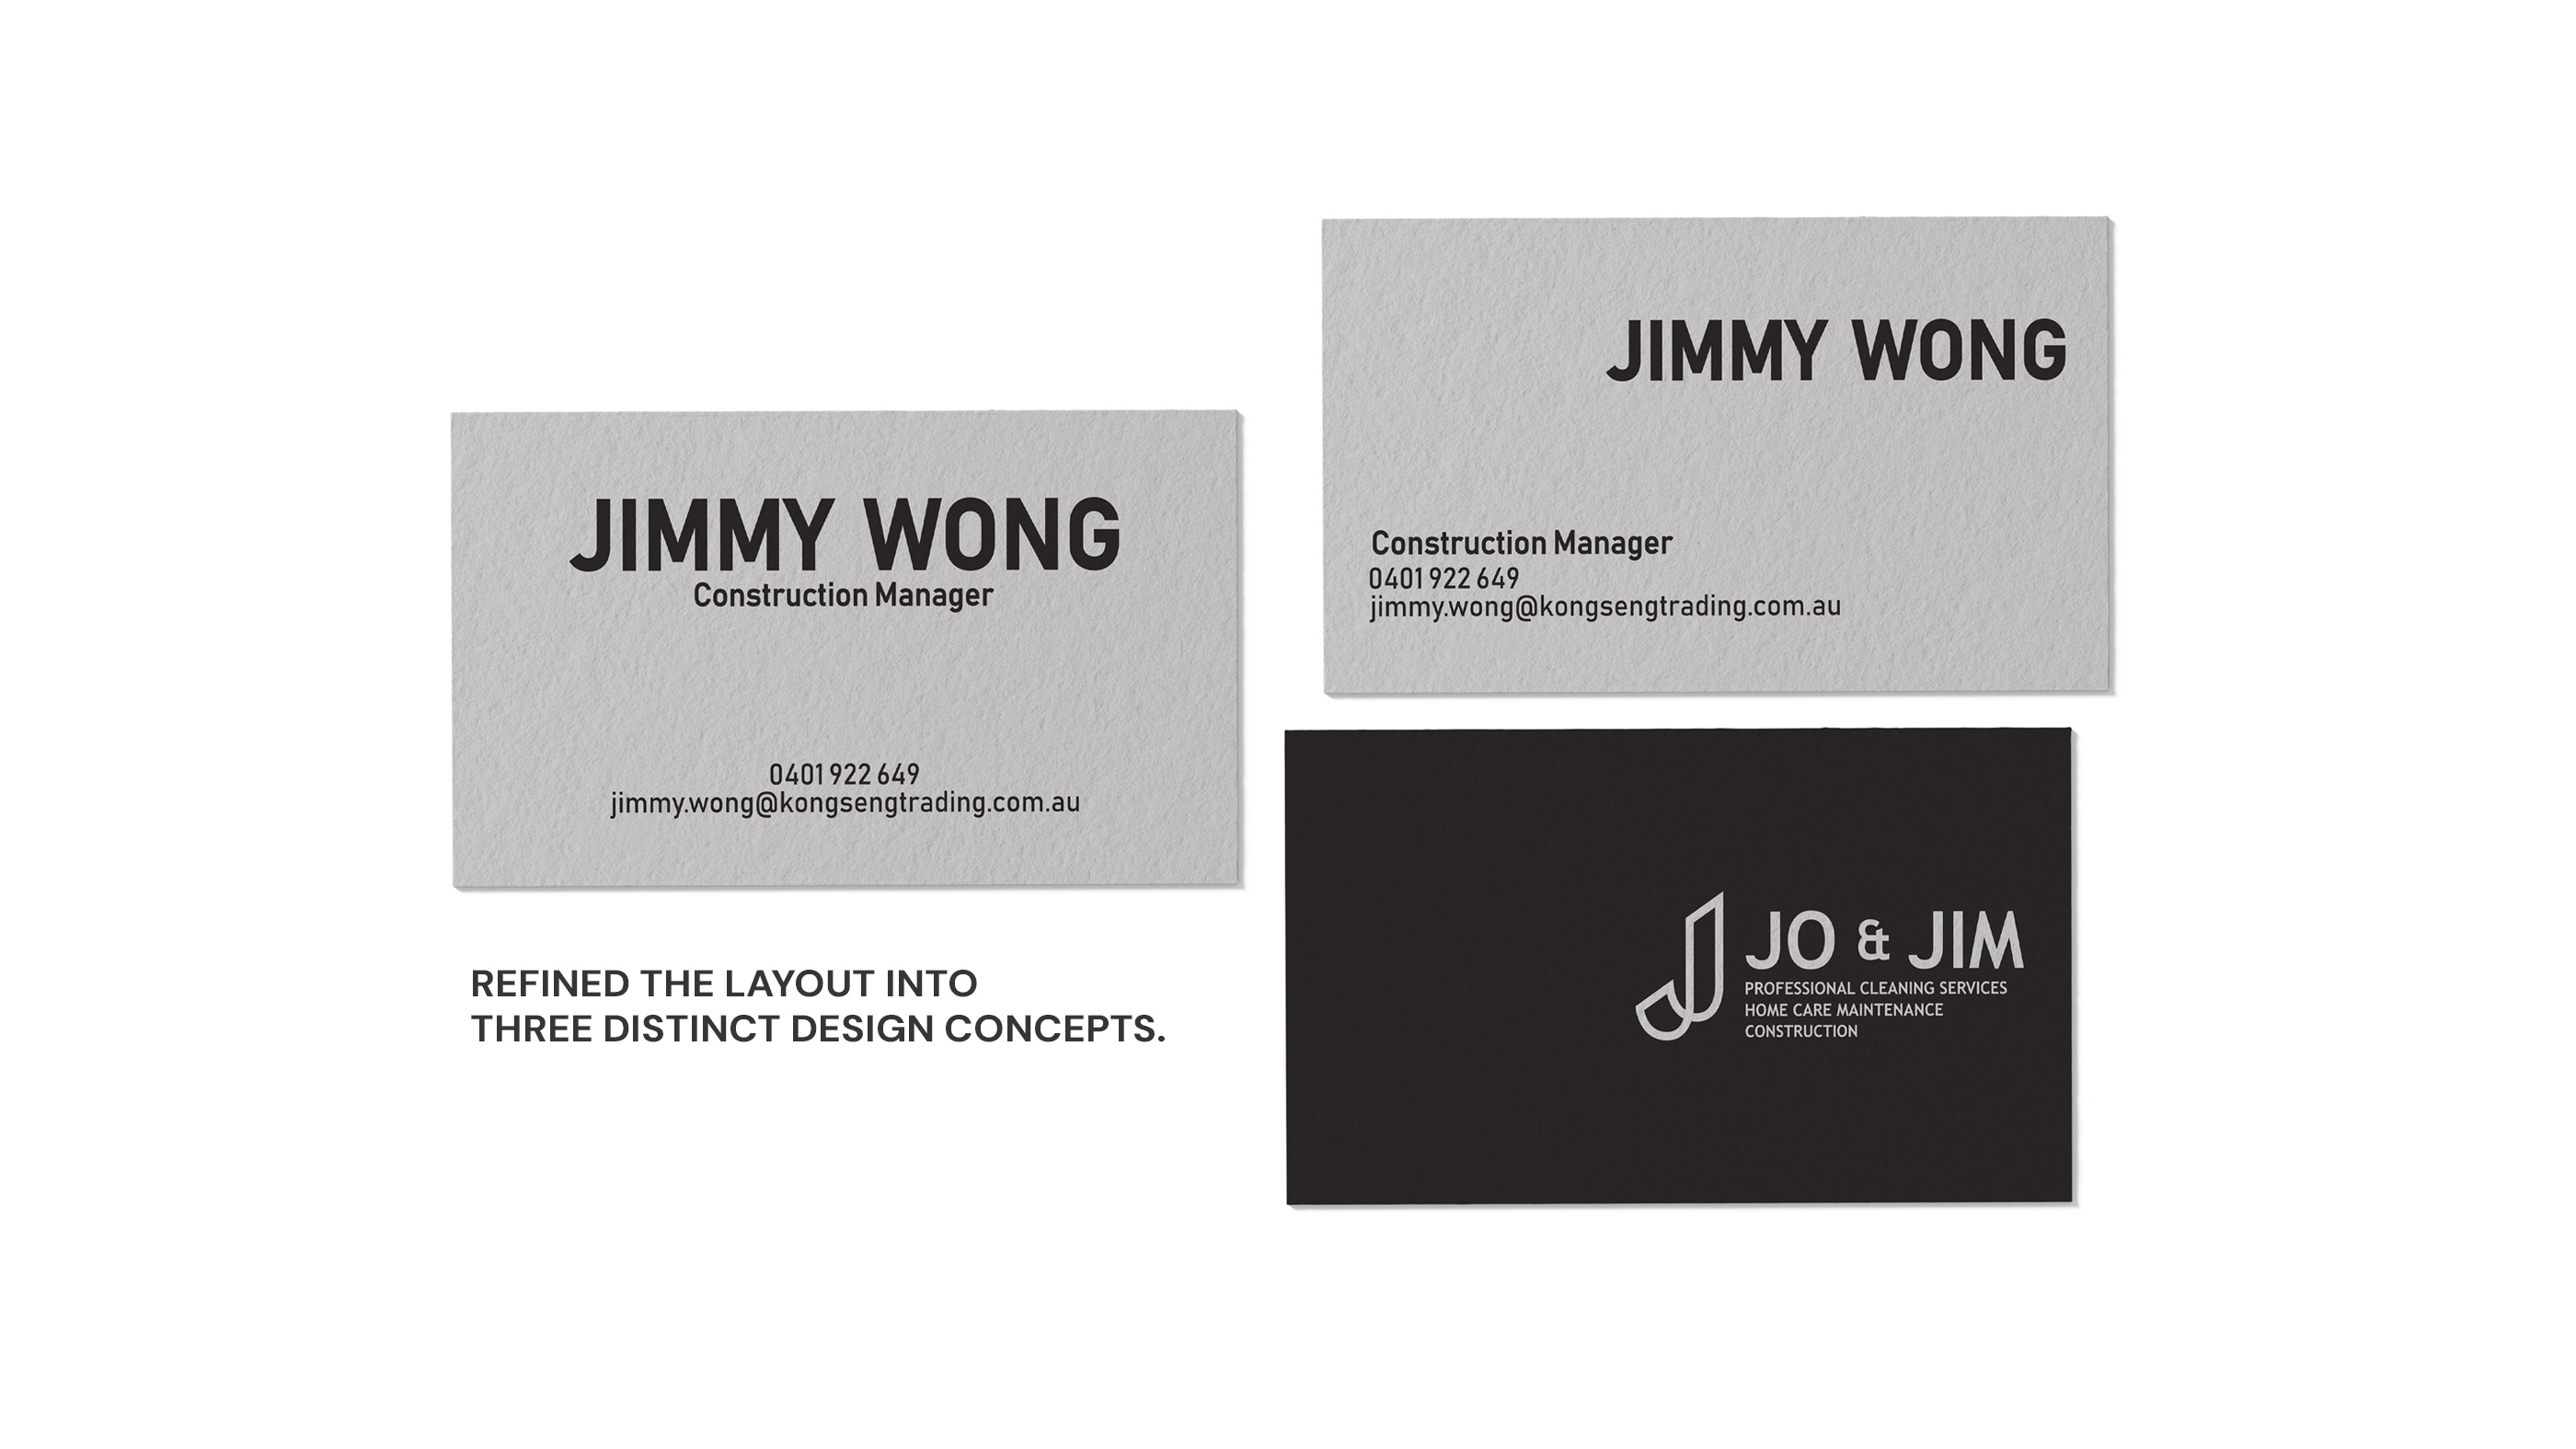 JIMMY WONG
Construction Manager
0401 922 649
jimmy.wong@kongsengtrading.com.au
REFINED THE LAYOUT INTO
THREE DISTINCT DESIGN CONCEPTS.
JIMMY WONG
Construction Manager
0401 922 649
jimmy.wong@kongsengtrading.com.au
JO & JIM
PROFESSIONAL CLEANING SERVICES
HOME CARE MAINTENANCE
CONSTRUCTION